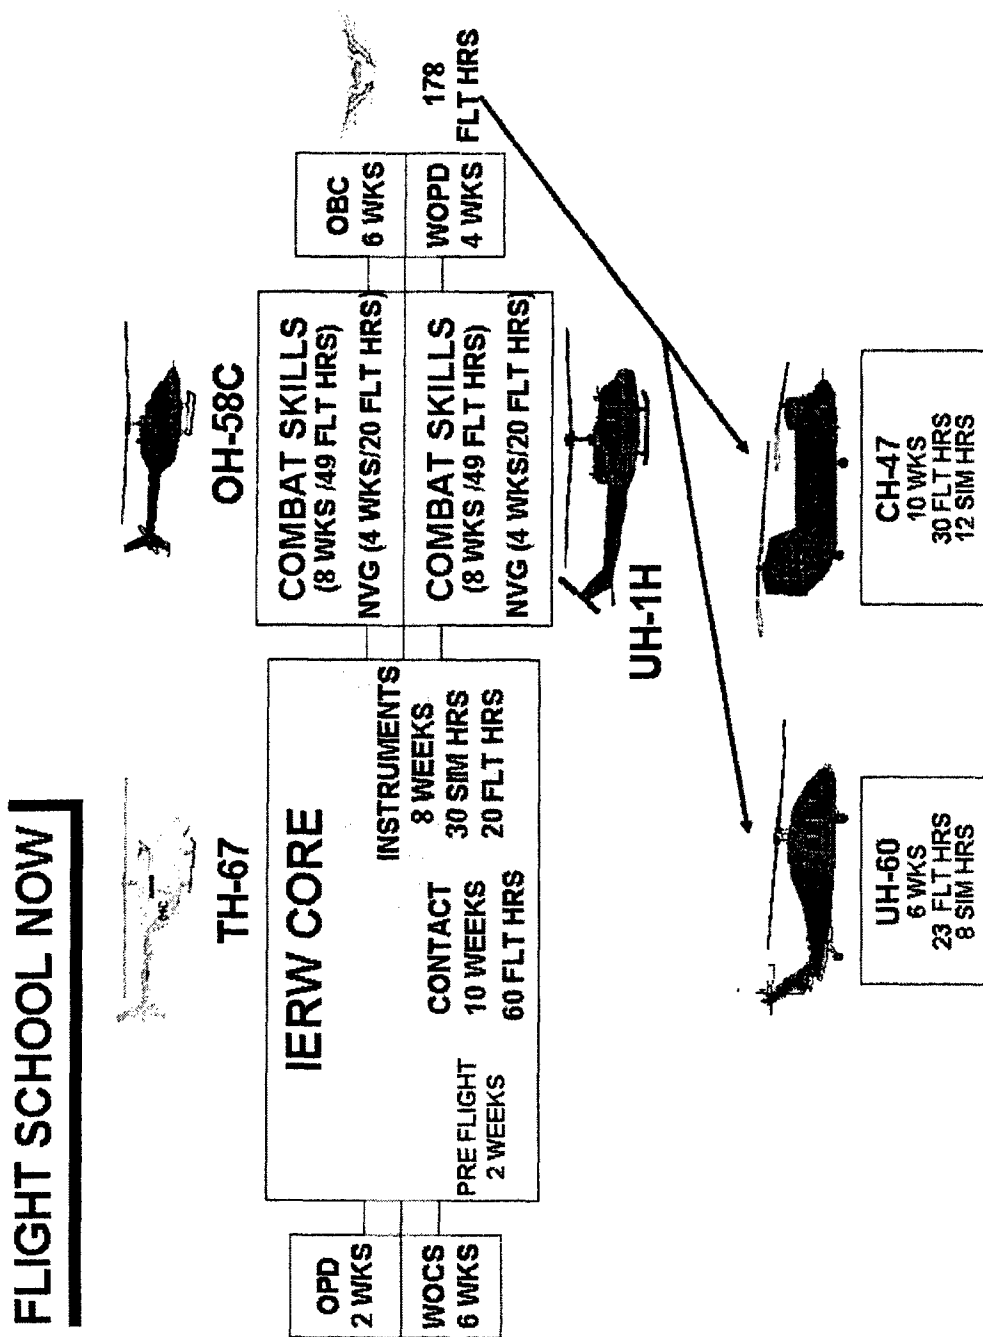 FLIGHT SCHOOL NOW
TH-67
OH-58C
OPD
2 WKS
WOCS
6 WKS
IERW CORE
PRE FLIGHT
2 WEEKS
CONTACT
10 WEEKS
60 FLT HRS
INSTRUMENTS
8 WEEKS
30 SIM HRS
20 FLT HRS
COMBAT SKILLS
(8 WKS /49 FLT HRS)
NVG (4 WKS/20 FLT HRS)
COMBAT SKILLS
(8 WKS /49 FLT HRS)
NVG (4 WKS/20 FLT HRS)
OBC
6 WKS
WOPD
4 WKS
178
FLT HRS
UH-1H
UH-60
6 WKS
23 FLT HRS
8 SIM HRS
CH-47
10 WKS
30 FLT HRS
12 SIM HRS